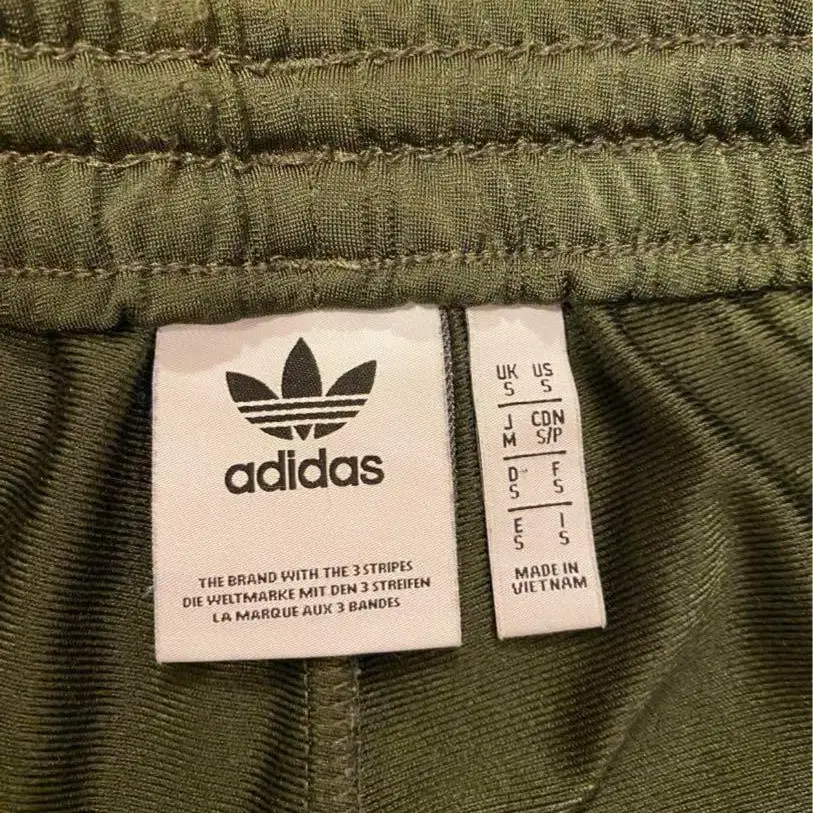 adidas
THE BRAND WITH THE 3 STRIPES
DIE WELTMARKE MIT DEN 3 STREIFEN
LA MARQUE AUX 3 BANDES
UK US
S S
J CDN
M S/P
D F
S S
E I
S S
MADE IN
VIETNAM